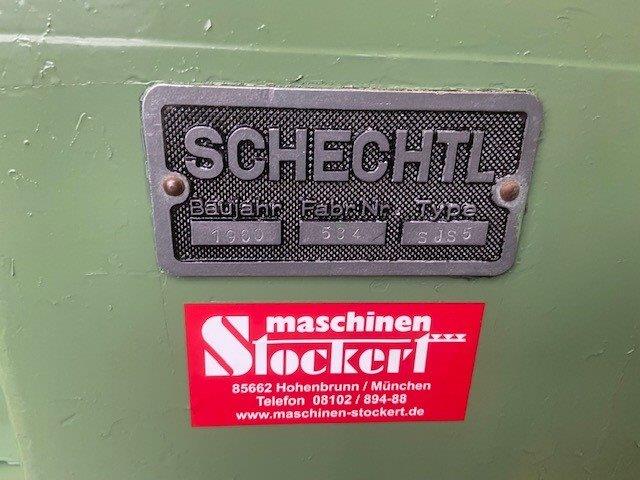 SCHECHTL
Baujahr Fabr.Nr. Type
534 SJS5
maschinen
Stockert
85662 Hohenbrunn / München
Telefon 08102 / 894-88
www.maschinen-stockert.de